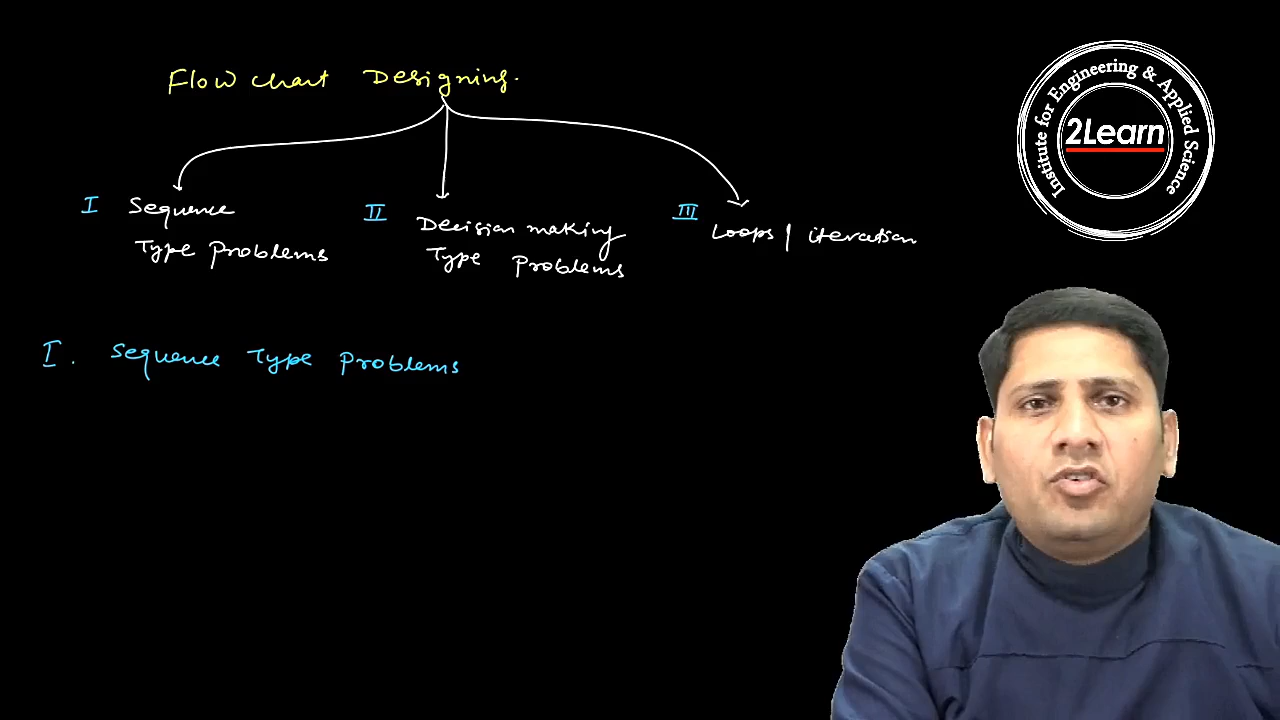 Flow chart Designing.
I Sequence
Type Problems
II Decision making
Type Problems
III Loops / iteration
I. Sequence Type Problems
Institute for Engineering & Applied Science
2Learn